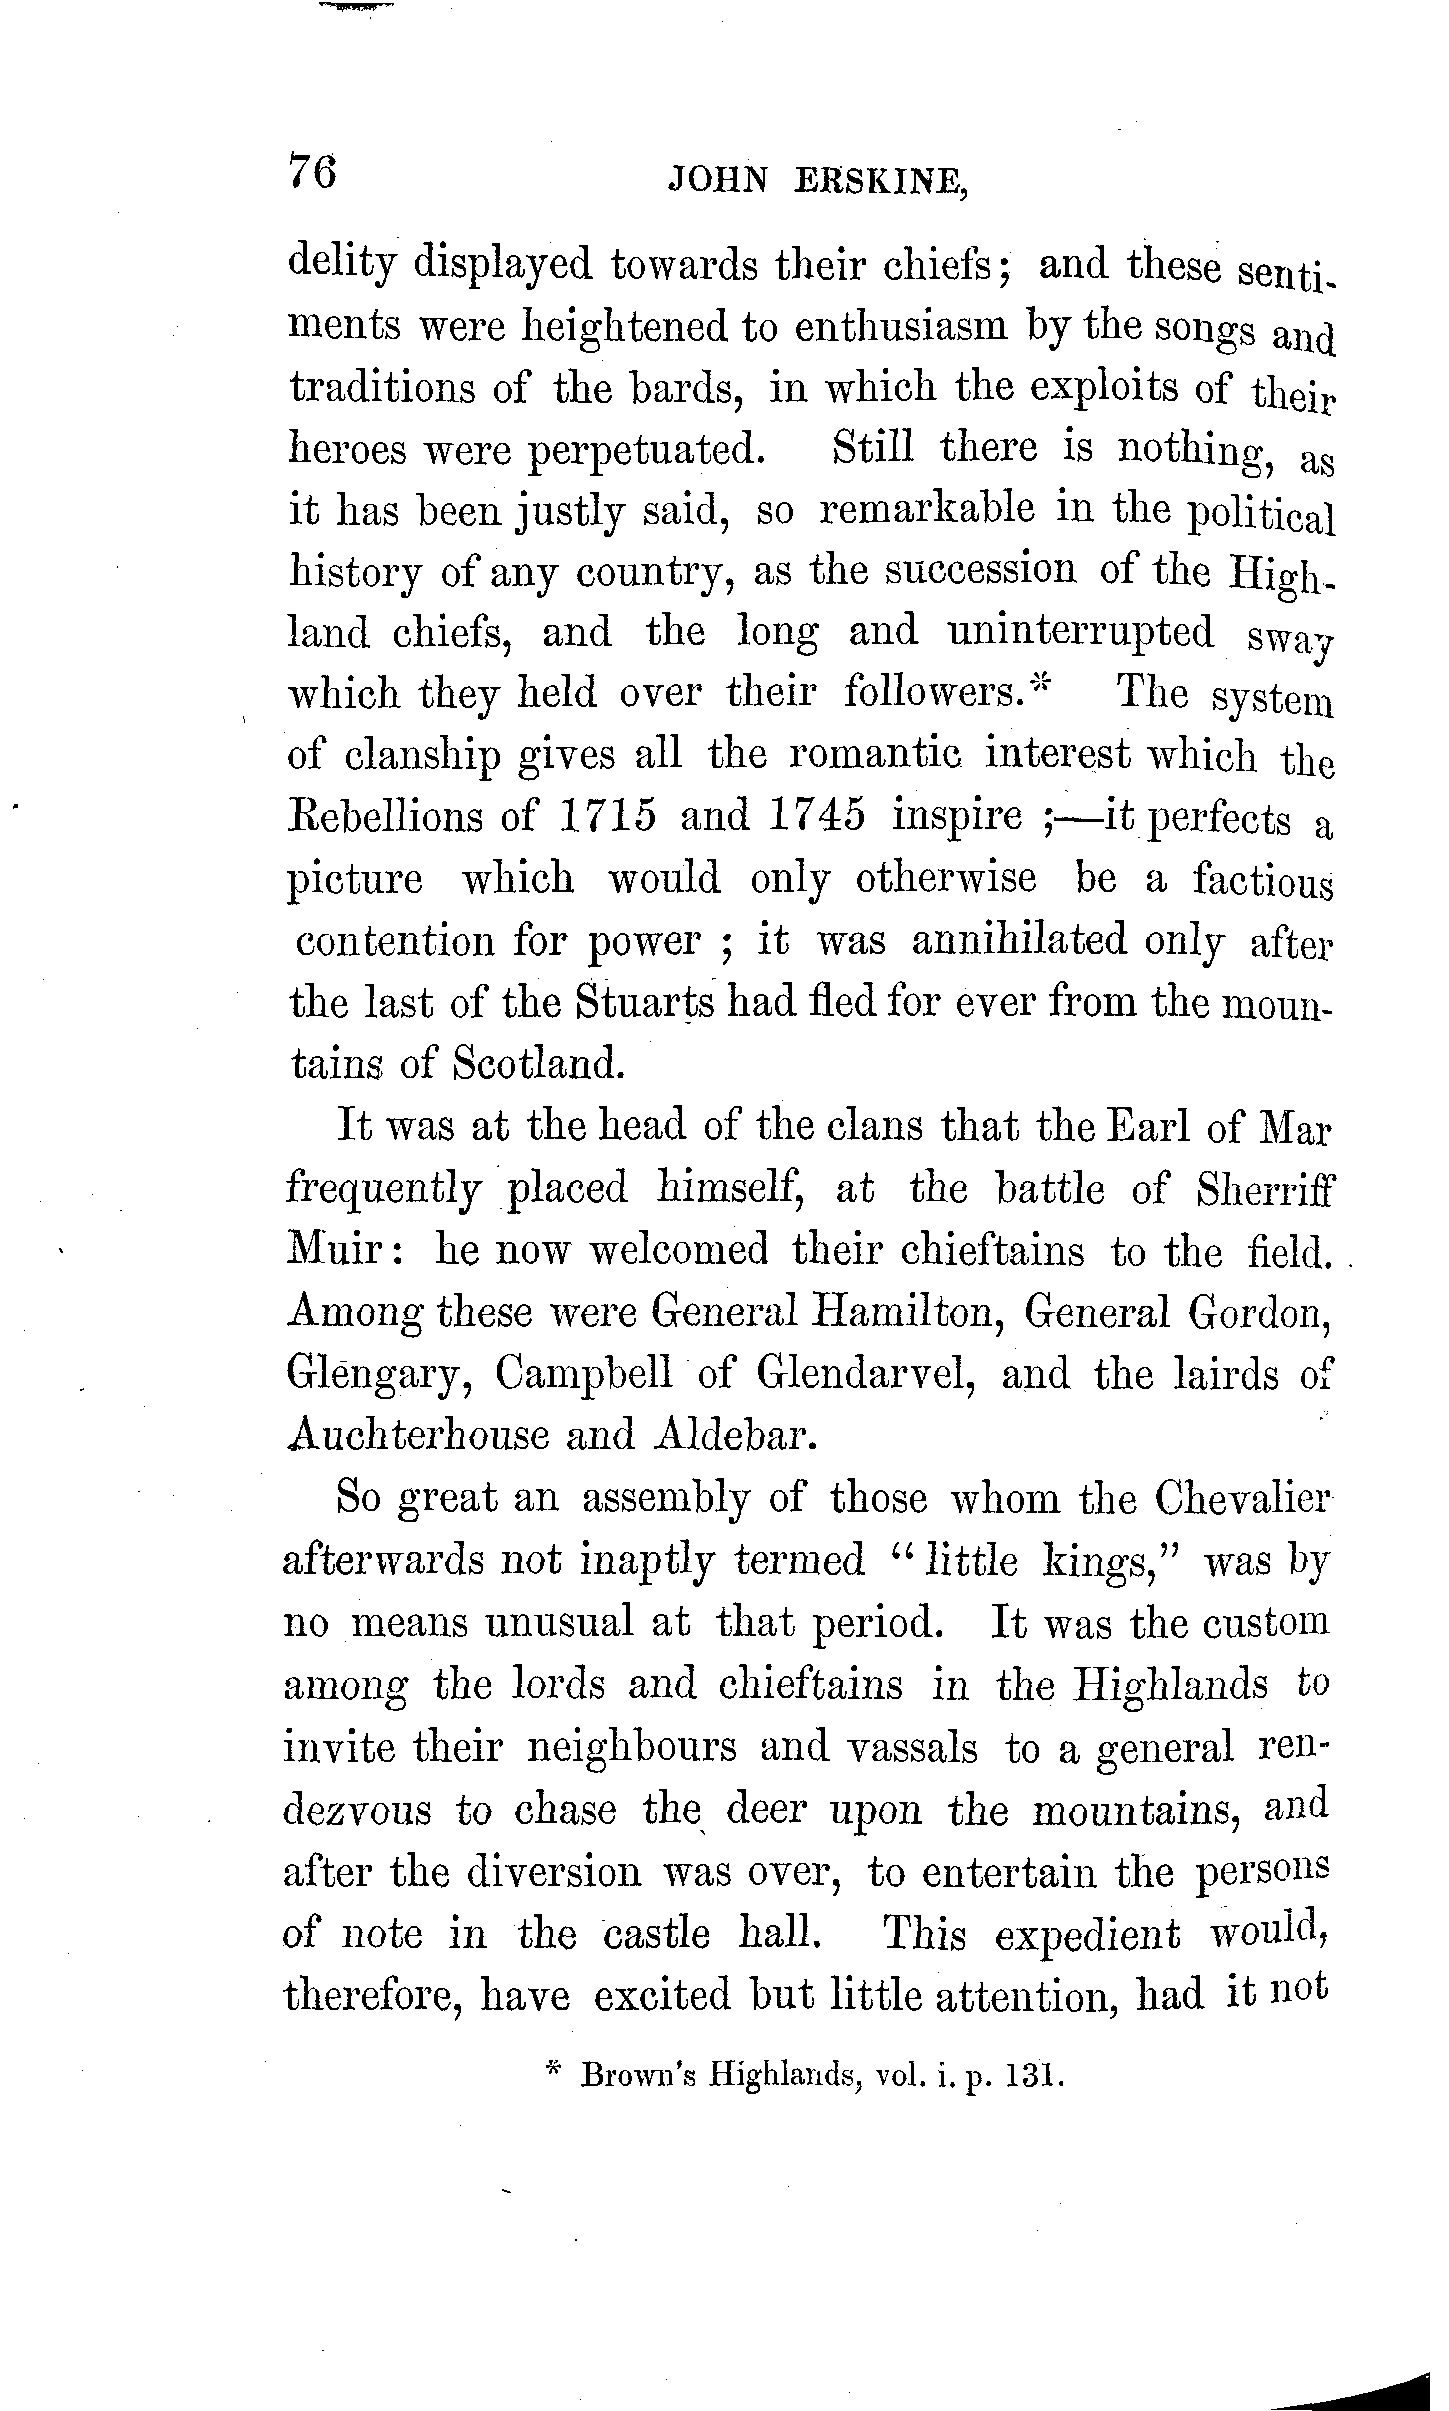 76 JOHN ERSKINE,
delity displayed towards their chiefs; and these senti-
ments were heightened to enthusiasm by the songs and
traditions of the bards, in which the exploits of their
heroes were perpetuated. Still there is nothing, as
it has been justly said, so remarkable in the political
history of any country, as the succession of the High-
land chiefs, and the long and uninterrupted sway
which they held over their followers.* The system
of clanship gives all the romantic interest which the
Rebellions of 1715 and 1745 inspire ;—it perfects a
picture which would only otherwise be a factious
contention for power ; it was annihilated only after
the last of the Stuarts had fled for ever from the moun-
tains of Scotland.
It was at the head of the clans that the Earl of Mar
frequently placed himself, at the battle of Sherriff
Muir: he now welcomed their chieftains to the field.
Among these were General Hamilton, General Gordon,
Glengary, Campbell of Glendarvel, and the lairds of
Auchterhouse and Aldebar.
So great an assembly of those whom the Chevalier
afterwards not inaptly termed "little kings," was by
no means unusual at that period. It was the custom
among the lords and chieftains in the Highlands to
invite their neighbours and vassals to a general ren-
dezvous to chase the deer upon the mountains, and
after the diversion was over, to entertain the persons
of note in the castle hall. This expedient would,
therefore, have excited but little attention, had it not
* Brown's Highlands, vol. i. p. 131.